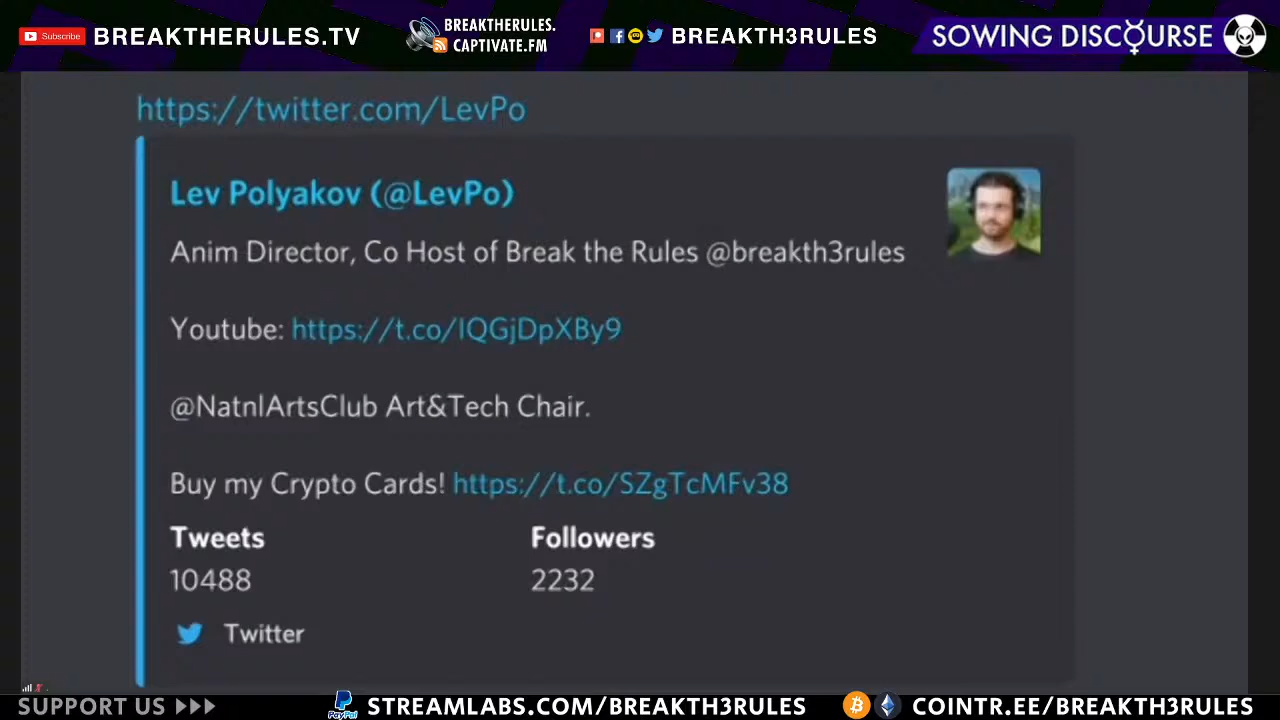 Subscribe BREAKTHERULES.TV
BREAKTHERULES.
CAPTIVATE.FM
BREAKTH3RULES
SOWING DISCOURSE
https://twitter.com/LevPo
Lev Polyakov (@LevPo)
Anim Director, Co Host of Break the Rules @breakth3rules
Youtube: https://t.co/IQGjDpXBy9
@NatnlArtsClub Art&Tech Chair.
Buy my Crypto Cards! https://t.co/SZgTcMFv38
Tweets Followers
10488 2232
Twitter
SUPPORT US >>> PayPal STREAMLABS.COM/BREAKTH3RULES COINTR.EE/BREAKTH3RULES